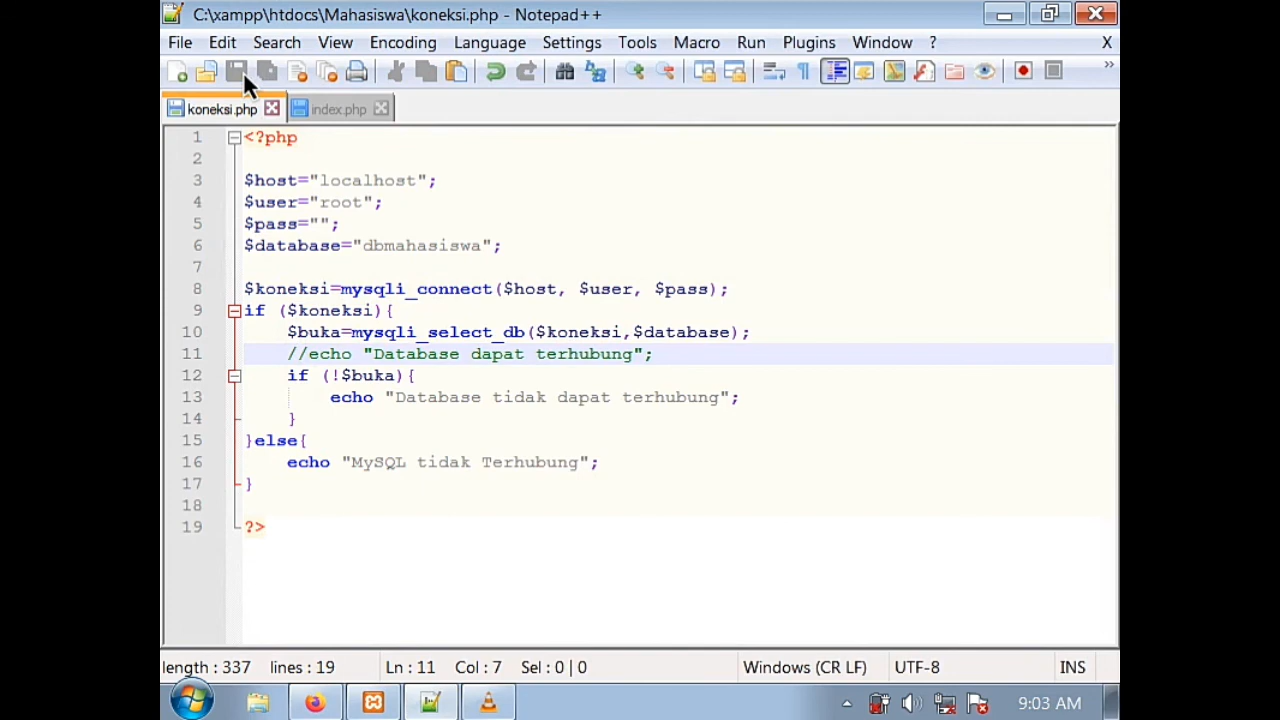 C:\xampp\htdocs\Mahasiswa\koneksi.php - Notepad++
File Edit Search View Encoding Language Settings Tools Macro Run Plugins Window ? X
koneksi.php index.php
1 <?php
2
3 $host="localhost";
4 $user="root";
5 $pass="";
6 $database="dbmahasiswa";
7
8 $koneksi=mysqli_connect($host, $user, $pass);
9 if ($koneksi){
10 $buka=mysqli_select_db($koneksi,$database);
11 //echo "Database dapat terhubung";
12 if (!$buka){
13 echo "Database tidak dapat terhubung";
14 }
15 }else{
16 echo "MySQL tidak Terhubung";
17 }
18
19 ?>
length : 337 lines : 19 Ln : 11 Col : 7 Sel : 0 | 0 Windows (CR LF) UTF-8 INS
9:03 AM